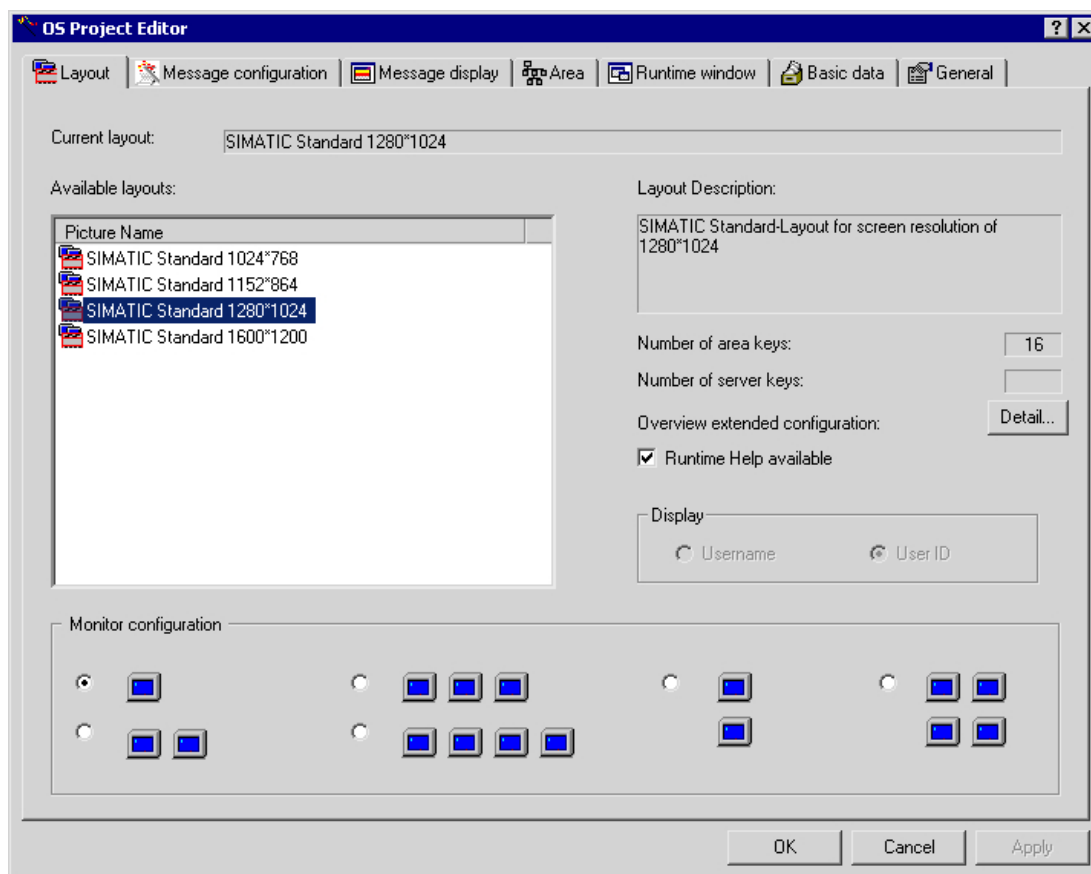 OS Project Editor
Layout
Message configuration
Message display
Area
Runtime window
Basic data
General
Current layout:
SIMATIC Standard 1280*1024
Available layouts:
Picture Name
SIMATIC Standard 1024*768
SIMATIC Standard 1152*864
SIMATIC Standard 1280*1024
SIMATIC Standard 1600*1200
Layout Description:
SIMATIC Standard-Layout for screen resolution of
1280*1024
Number of area keys:
16
Number of server keys:
Overview extended configuration:
Detail...
Runtime Help available
Display
Username
User ID
Monitor configuration
OK
Cancel
Apply